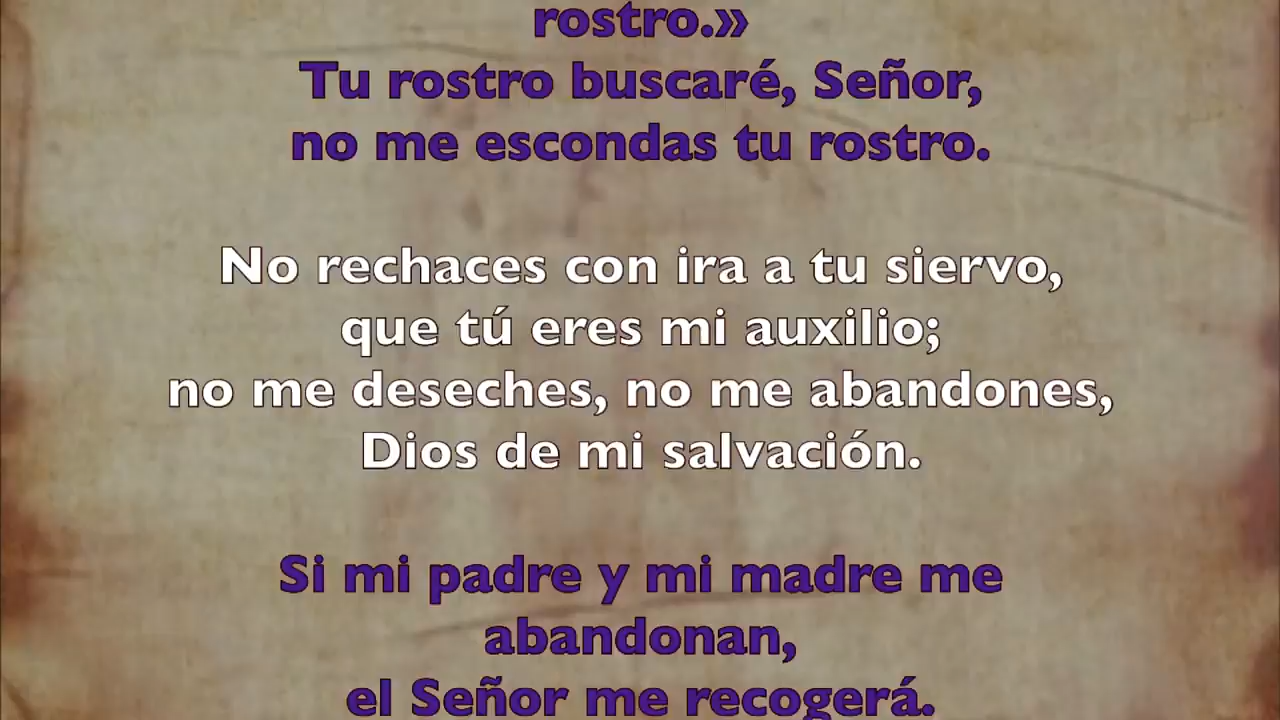 rostro.»
Tu rostro buscaré, Señor,
no me escondas tu rostro.
No rechaces con ira a tu siervo,
que tú eres mi auxilio;
no me deseches, no me abandones,
Dios de mi salvación.
Si mi padre y mi madre me
abandonan,
el Señor me recogerá.